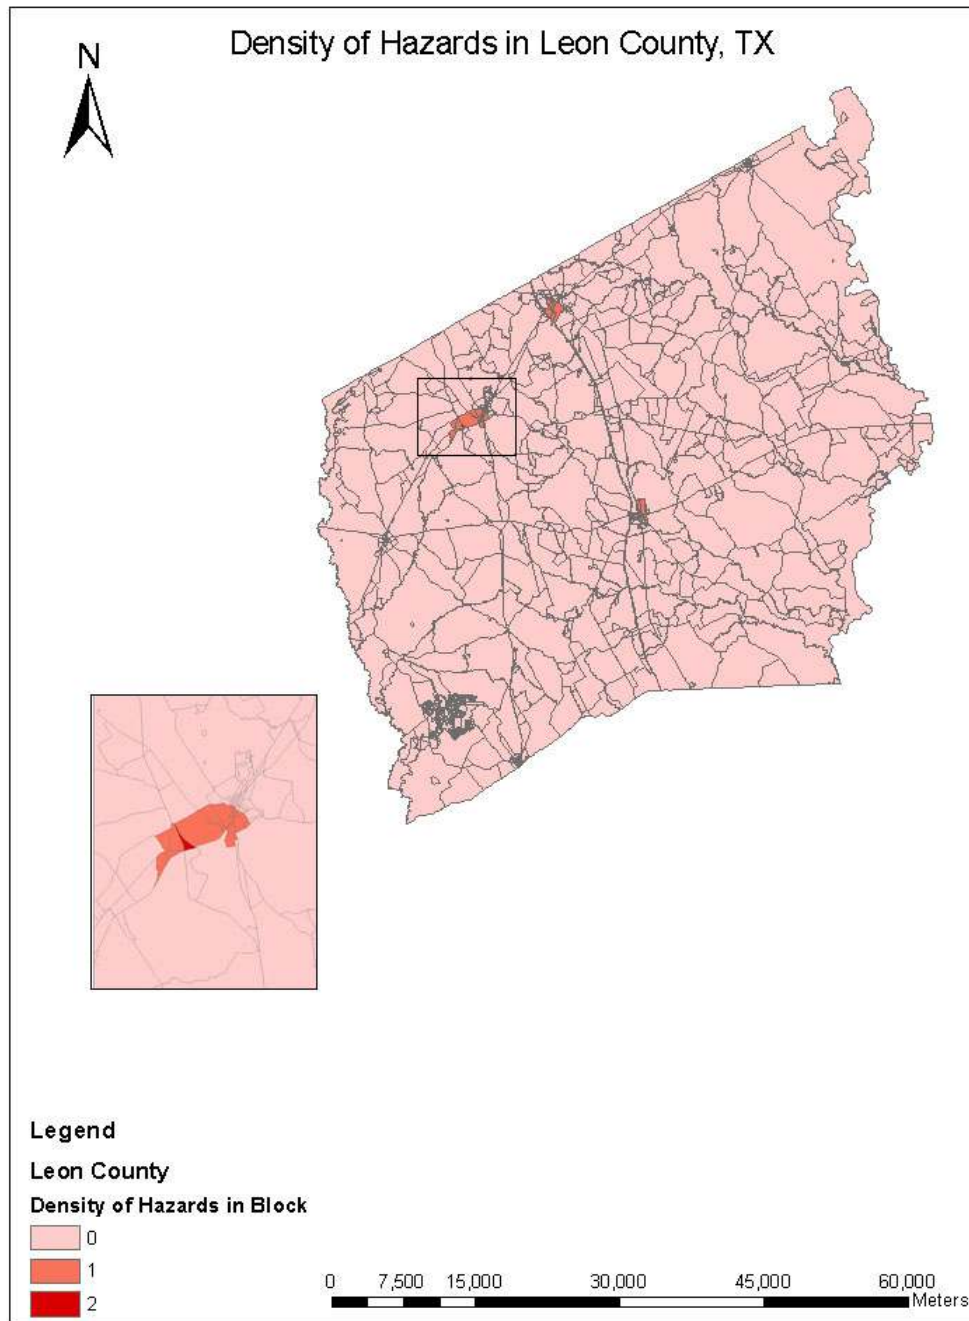 Density of Hazards in Leon County, TX
N
Legend
Leon County
Density of Hazards in Block
0
1
2
0 7,500 15,000 30,000 45,000 60,000
Meters